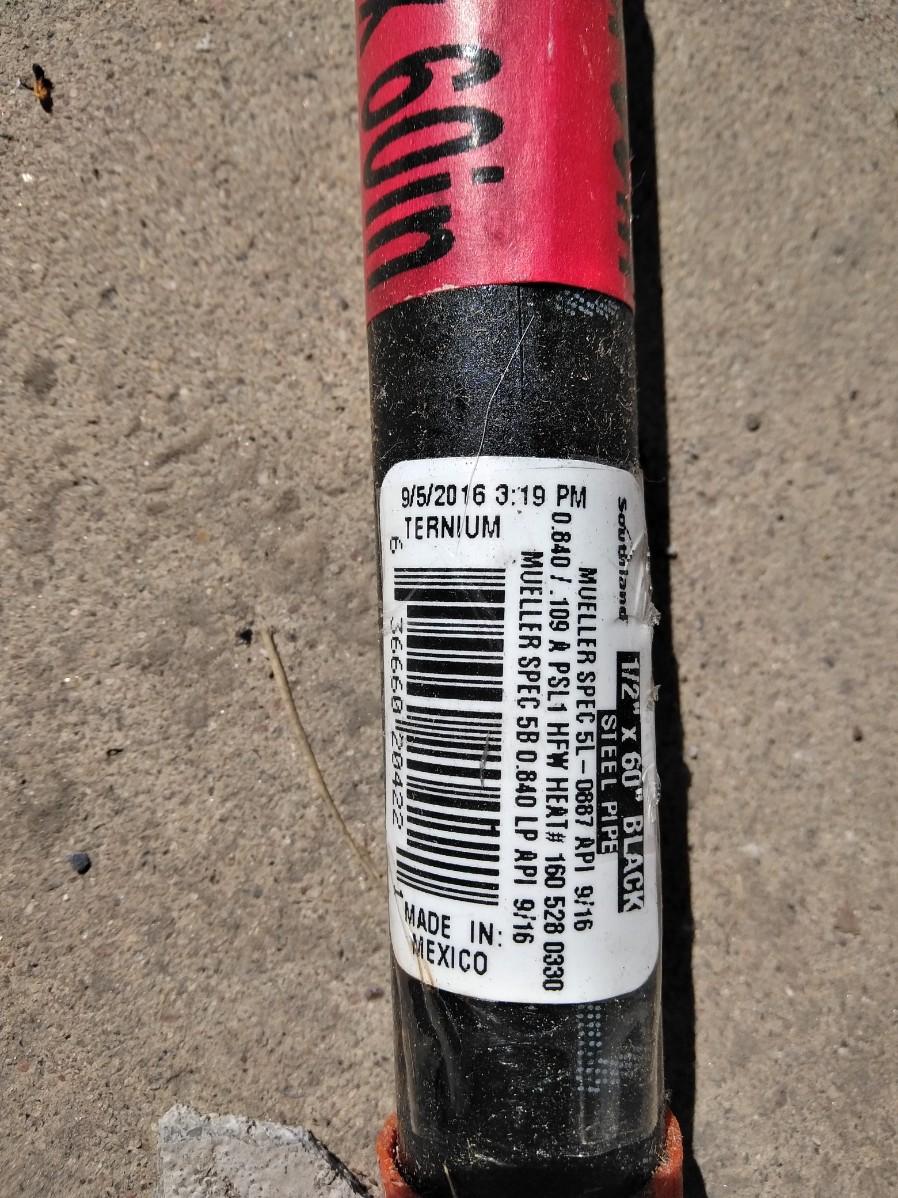 x 60in
9/5/2016 3:19 PM
TERNIUM
Southland
1/2" x 60" BLACK
STEEL PIPE
MUELLER SPEC 5L-0887 API 9/16
0.840 / .109 A PSL1 HFW HEAT# 160 528 0330
MUELLER SPEC 5B 0.840 LP API 9/16
6 36660 20422 1
MADE IN:
MEXICO